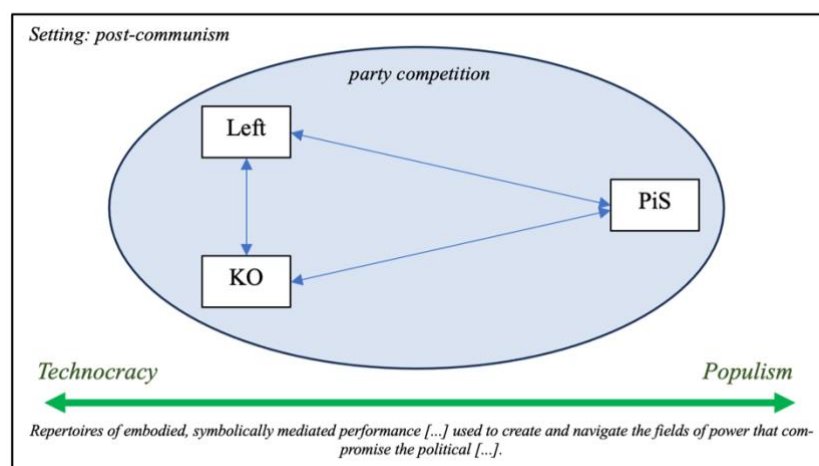 Setting: post-communism
party competition
Left
PiS
KO
Technocracy Populism
Repertoires of embodied, symbolically mediated performance [...] used to create and navigate the fields of power that com-
promise the political [...].